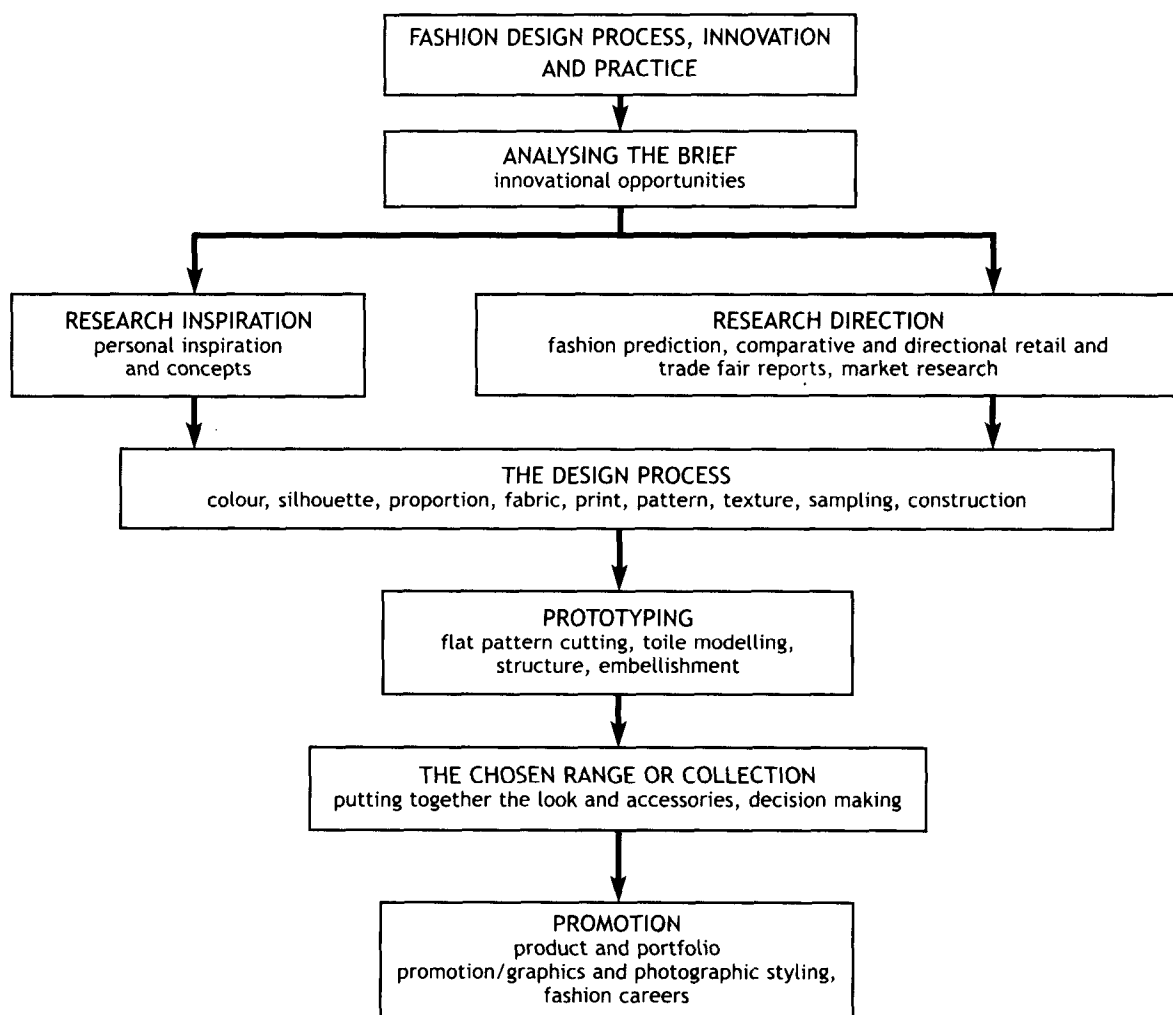 FASHION DESIGN PROCESS, INNOVATION
AND PRACTICE
ANALYSING THE BRIEF
innovational opportunities
RESEARCH INSPIRATION
personal inspiration
and concepts
RESEARCH DIRECTION
fashion prediction, comparative and directional retail and
trade fair reports, market research
THE DESIGN PROCESS
colour, silhouette, proportion, fabric, print, pattern, texture, sampling, construction
PROTOTYPING
flat pattern cutting, toile modelling,
structure, embellishment
THE CHOSEN RANGE OR COLLECTION
putting together the look and accessories, decision making
PROMOTION
product and portfolio
promotion/graphics and photographic styling,
fashion careers